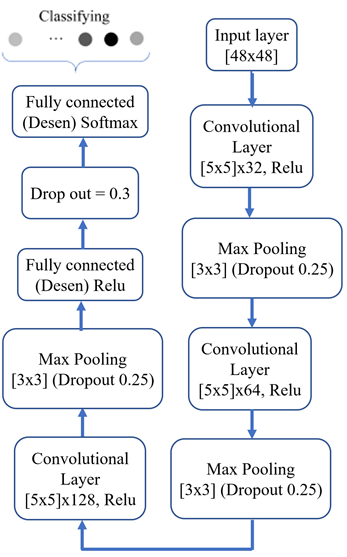 Classifying
...
Fully connected
(Desen) Softmax
Drop out = 0.3
Fully connected
(Desen) Relu
Max Pooling
[3x3] (Dropout 0.25)
Convolutional
Layer
[5x5]x128, Relu
Input layer
[48x48]
Convolutional
Layer
[5x5]x32, Relu
Max Pooling
[3x3] (Dropout 0.25)
Convolutional
Layer
[5x5]x64, Relu
Max Pooling
[3x3] (Dropout 0.25)